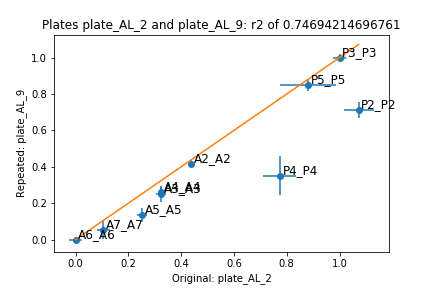 Plates plate_AL_2 and plate_AL_9: r2 of 0.74694214696761
Repeated: plate_AL_9
1.0
0.8
0.6
0.4
0.2
0.0
P3_P3
P5_P5
P2_P2
A2_A2
P4_P4
A4_A4
A3_A3
A5_A5
A7_A7
A6_A6
0.0 0.2 0.4 0.6 0.8 1.0
Original: plate_AL_2